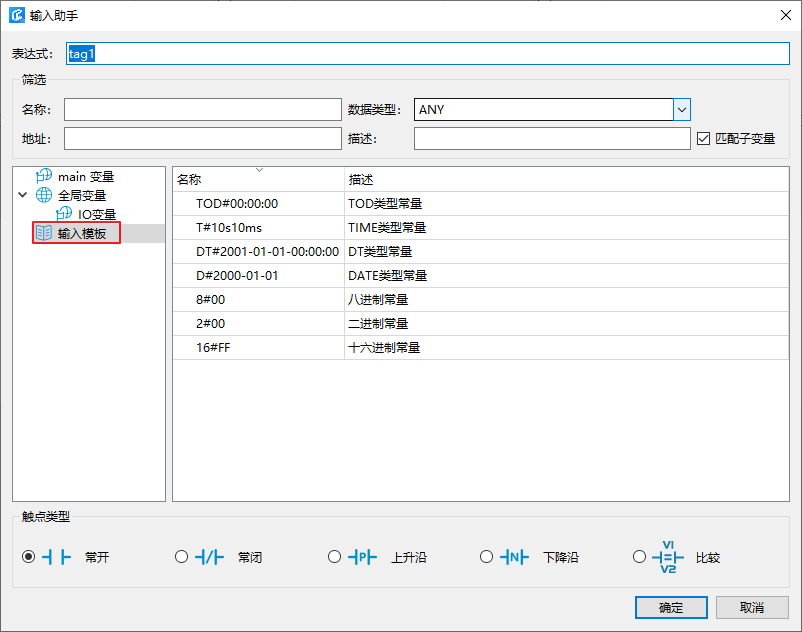 输入助手
表达式: tag1
筛选
名称: 数据类型: ANY
地址: 描述: 匹配子变量
main 变量
全局变量
IO变量
输入模板
名称 描述
TOD#00:00:00 TOD类型常量
T#10s10ms TIME类型常量
DT#2001-01-01-00:00:00 DT类型常量
D#2000-01-01 DATE类型常量
8#00 八进制常量
2#00 二进制常量
16#FF 十六进制常量
触点类型
常开 常闭 P 上升沿 N 下降沿 V1 V2 比较
确定 取消